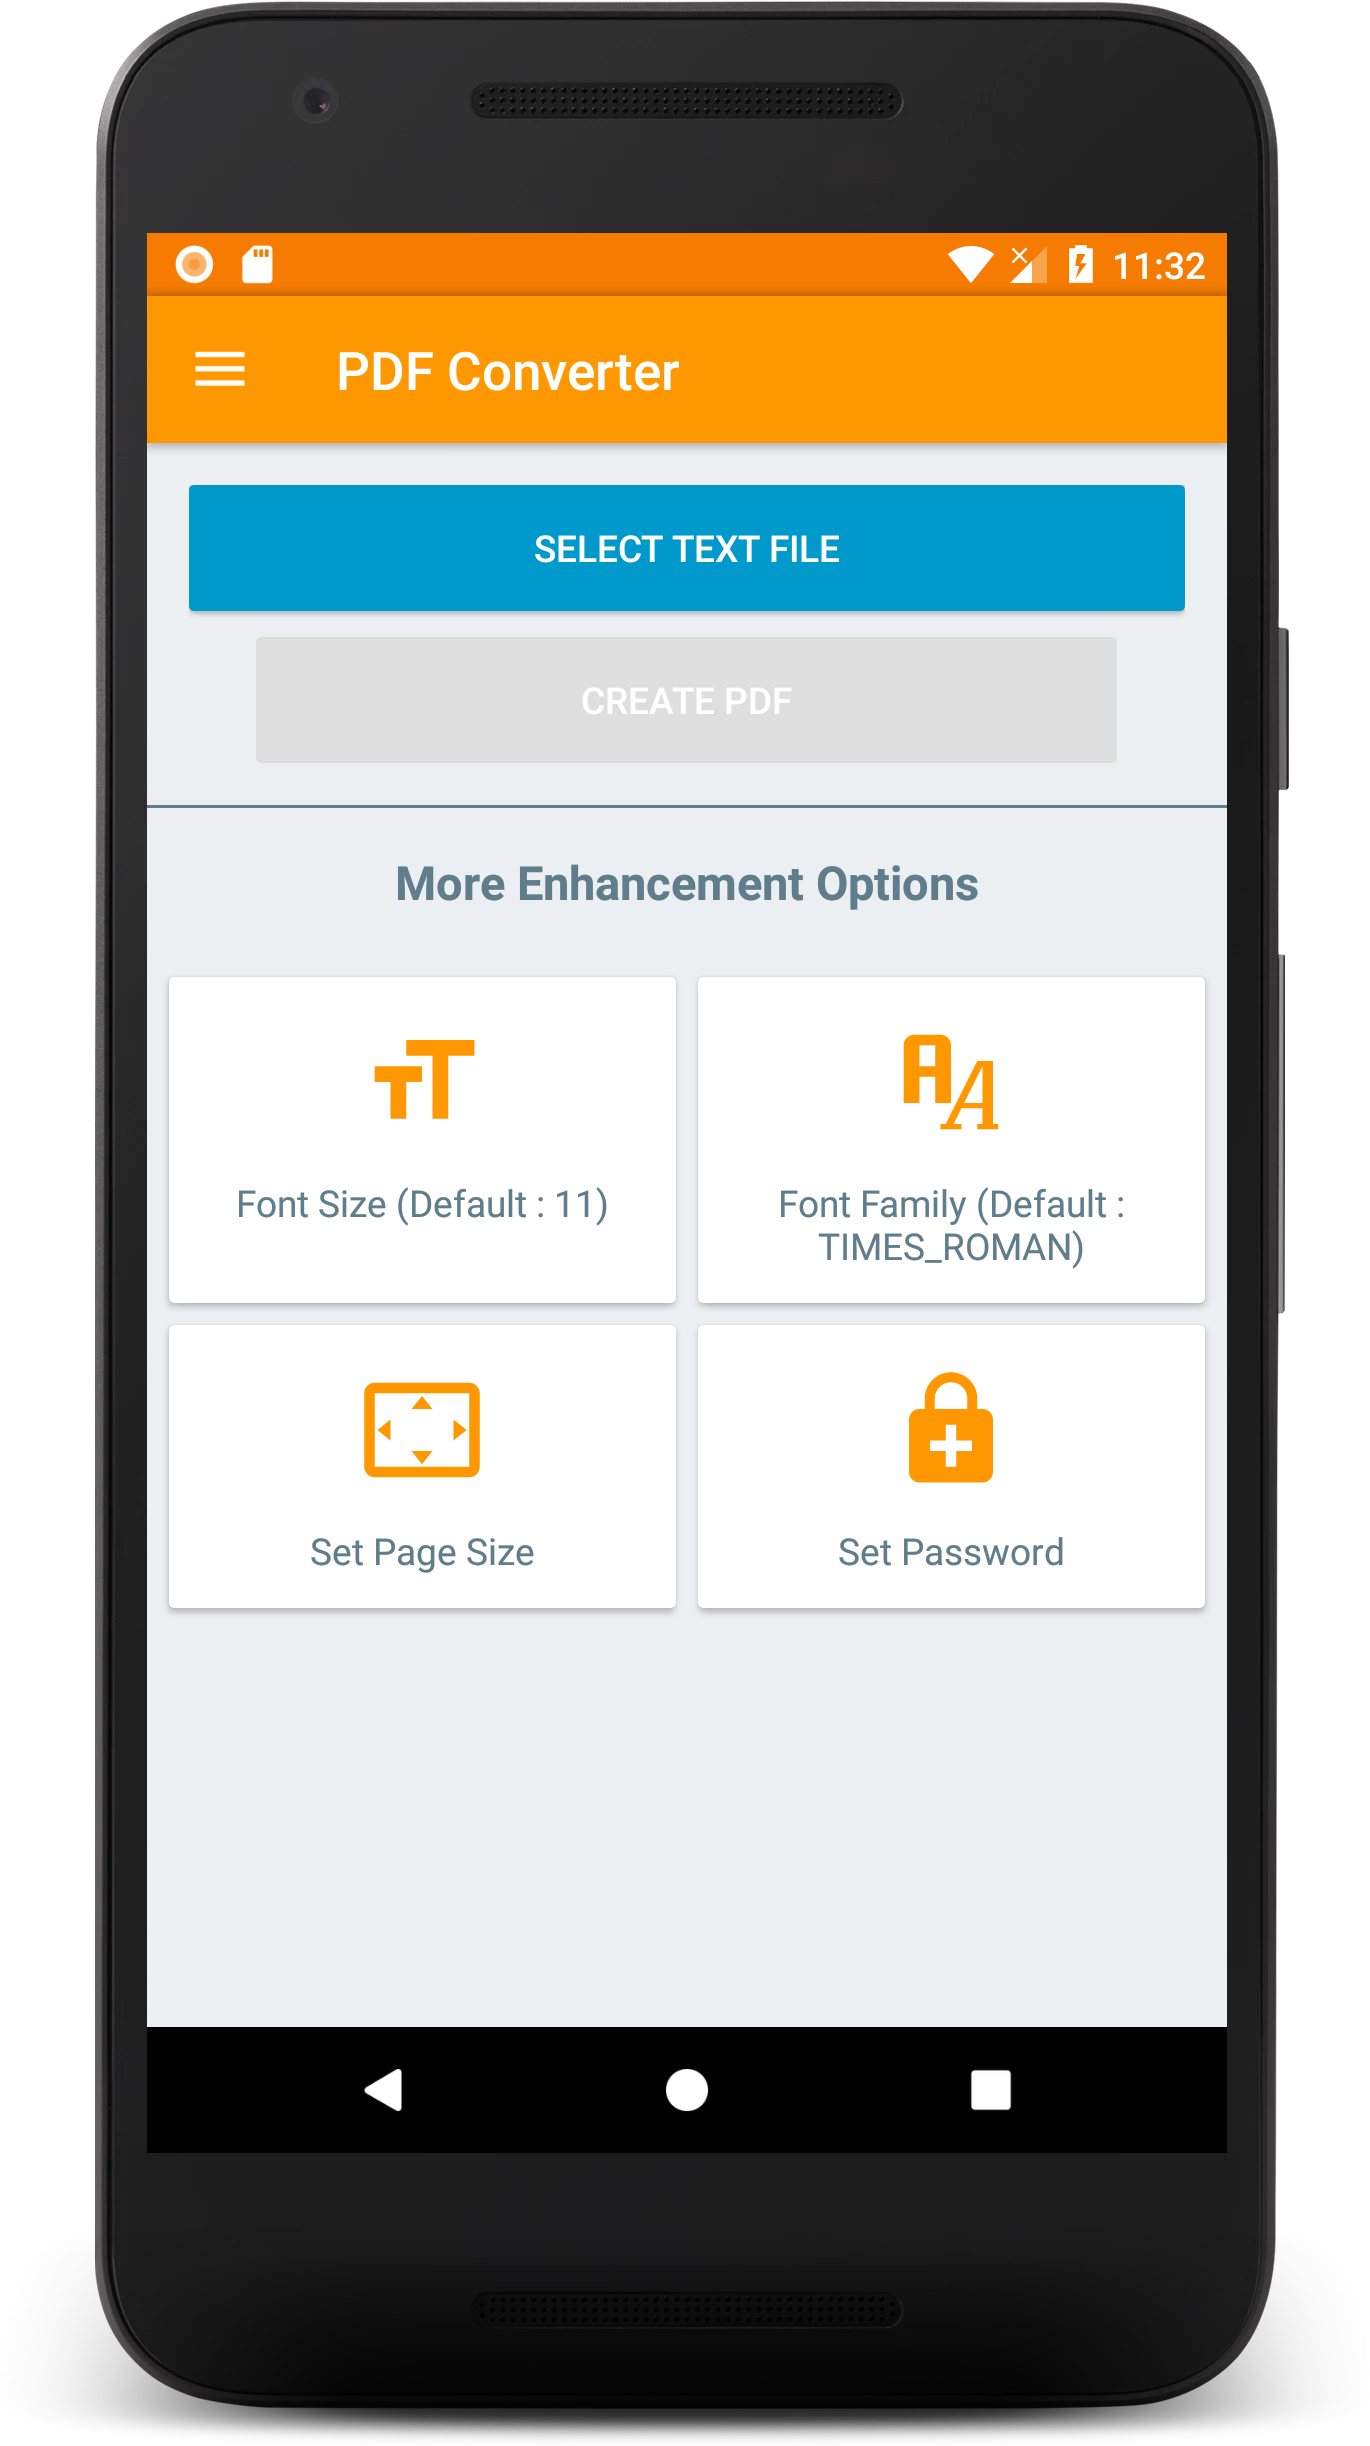 11:32
PDF Converter
SELECT TEXT FILE
CREATE PDF
More Enhancement Options
Font Size (Default : 11)
Font Family (Default :
TIMES_ROMAN)
Set Page Size
Set Password